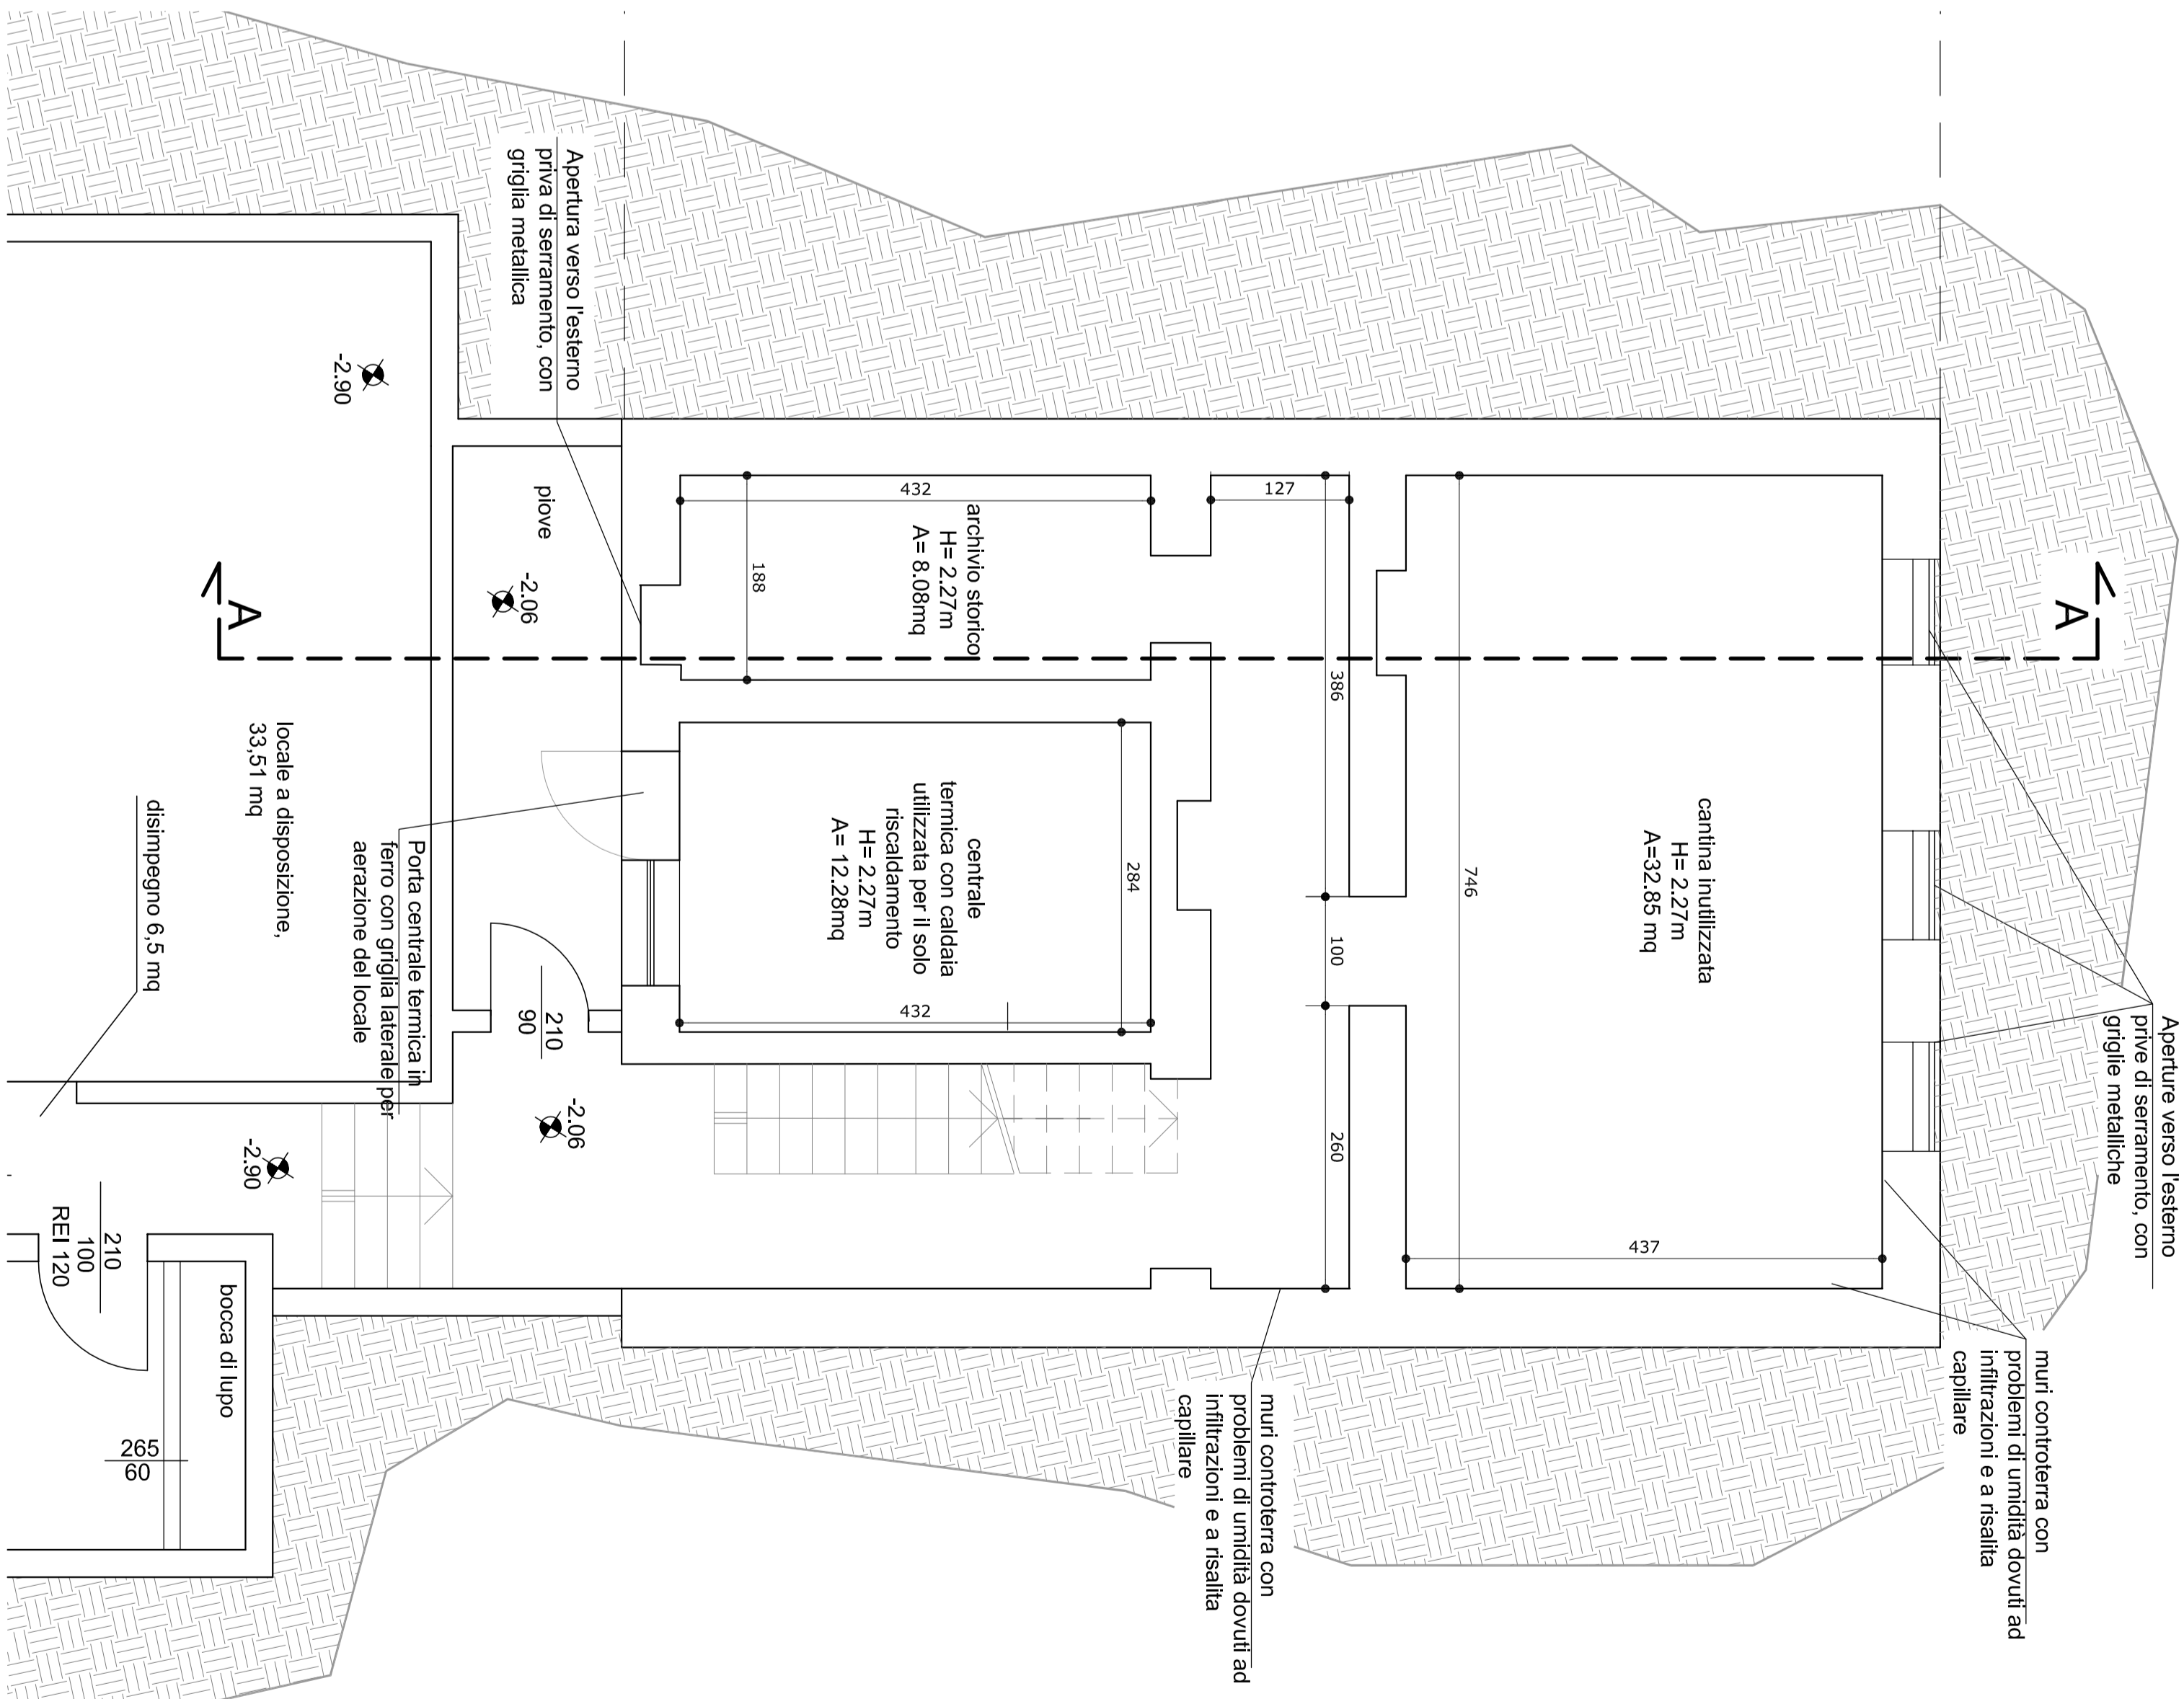 Aperture verso l'esterno
prive di serramento, con
griglie metalliche
A
muri controterra con
problemi di umidità dovuti ad
infiltrazioni e a risalita
capillare
cantina inutilizzata
H= 2.27m
A=32.85 mq
437
746
127
386
100
260
muri controterra con
problemi di umidità dovuti ad
infiltrazioni e a risalita
capillare
432
archivio storico
H= 2.27m
A= 8.08mq
188
284
centrale
termica con caldaia
utilizzata per il solo
riscaldamento
H= 2.27m
A= 12.28mq
432
Apertura verso l'esterno
priva di serramento, con
griglia metallica
piove
-2.06
210
90
-2.06
Porta centrale termica in
ferro con griglia laterale per
aerazione del locale
-2.90
A
locale a disposizione,
33,51 mq
disimpegno 6,5 mq
-2.90
210
100
REI 120
bocca di lupo
265
60